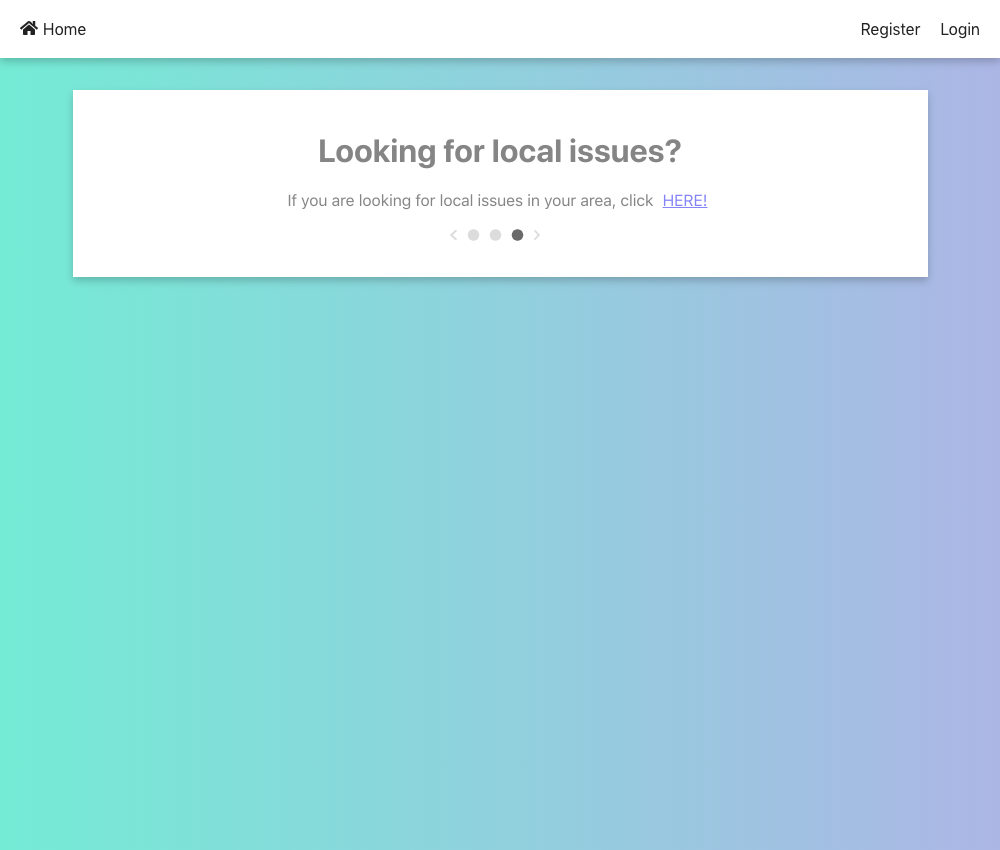 Home
Register
Login
Looking for local issues?
If you are looking for local issues in your area, click HERE!